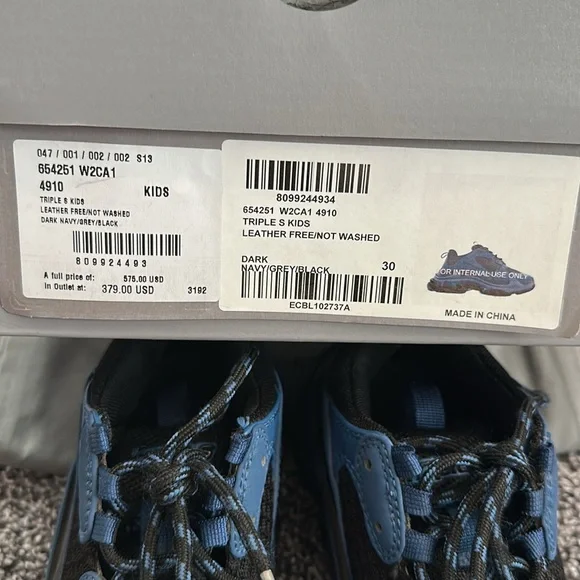 047 / 001 / 002 / 002 S13
654251 W2CA1
4910 KIDS
TRIPLE S KIDS
LEATHER FREE/NOT WASHED
DARK NAVY/GREY/BLACK
809924493
A full price of: 575.00 USD
In Outlet at: 379.00 USD 3192
8099244934
654251 W2CA1 4910
TRIPLE S KIDS
LEATHER FREE/NOT WASHED
DARK
NAVY/GREY/BLACK 30
FOR INTERNAL USE ONLY
ECBL102737A
MADE IN CHINA